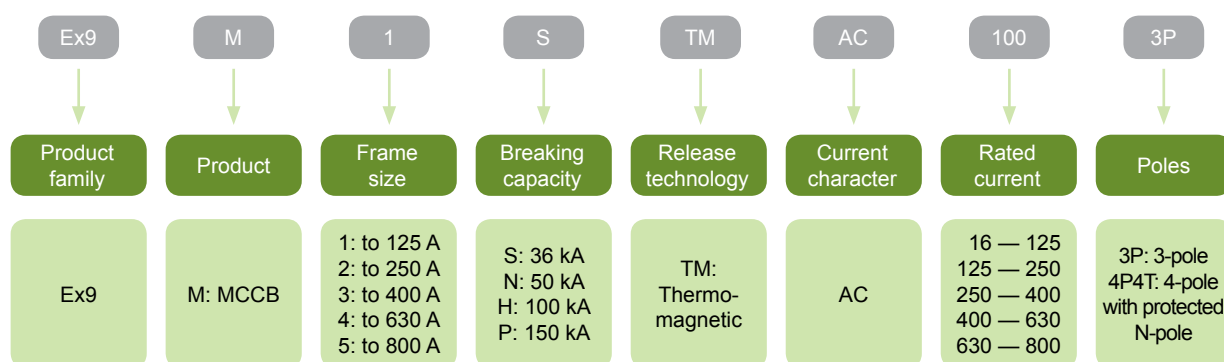 Ex9 M 1 S TM AC 100 3P
Product family
Product
Frame size
Breaking capacity
Release technology
Current character
Rated current
Poles
Ex9
M: MCCB
1: to 125 A
2: to 250 A
3: to 400 A
4: to 630 A
5: to 800 A
S: 36 kA
N: 50 kA
H: 100 kA
P: 150 kA
TM:
Thermo-
magnetic
AC
16 — 125
125 — 250
250 — 400
400 — 630
630 — 800
3P: 3-pole
4P4T: 4-pole
with protected
N-pole